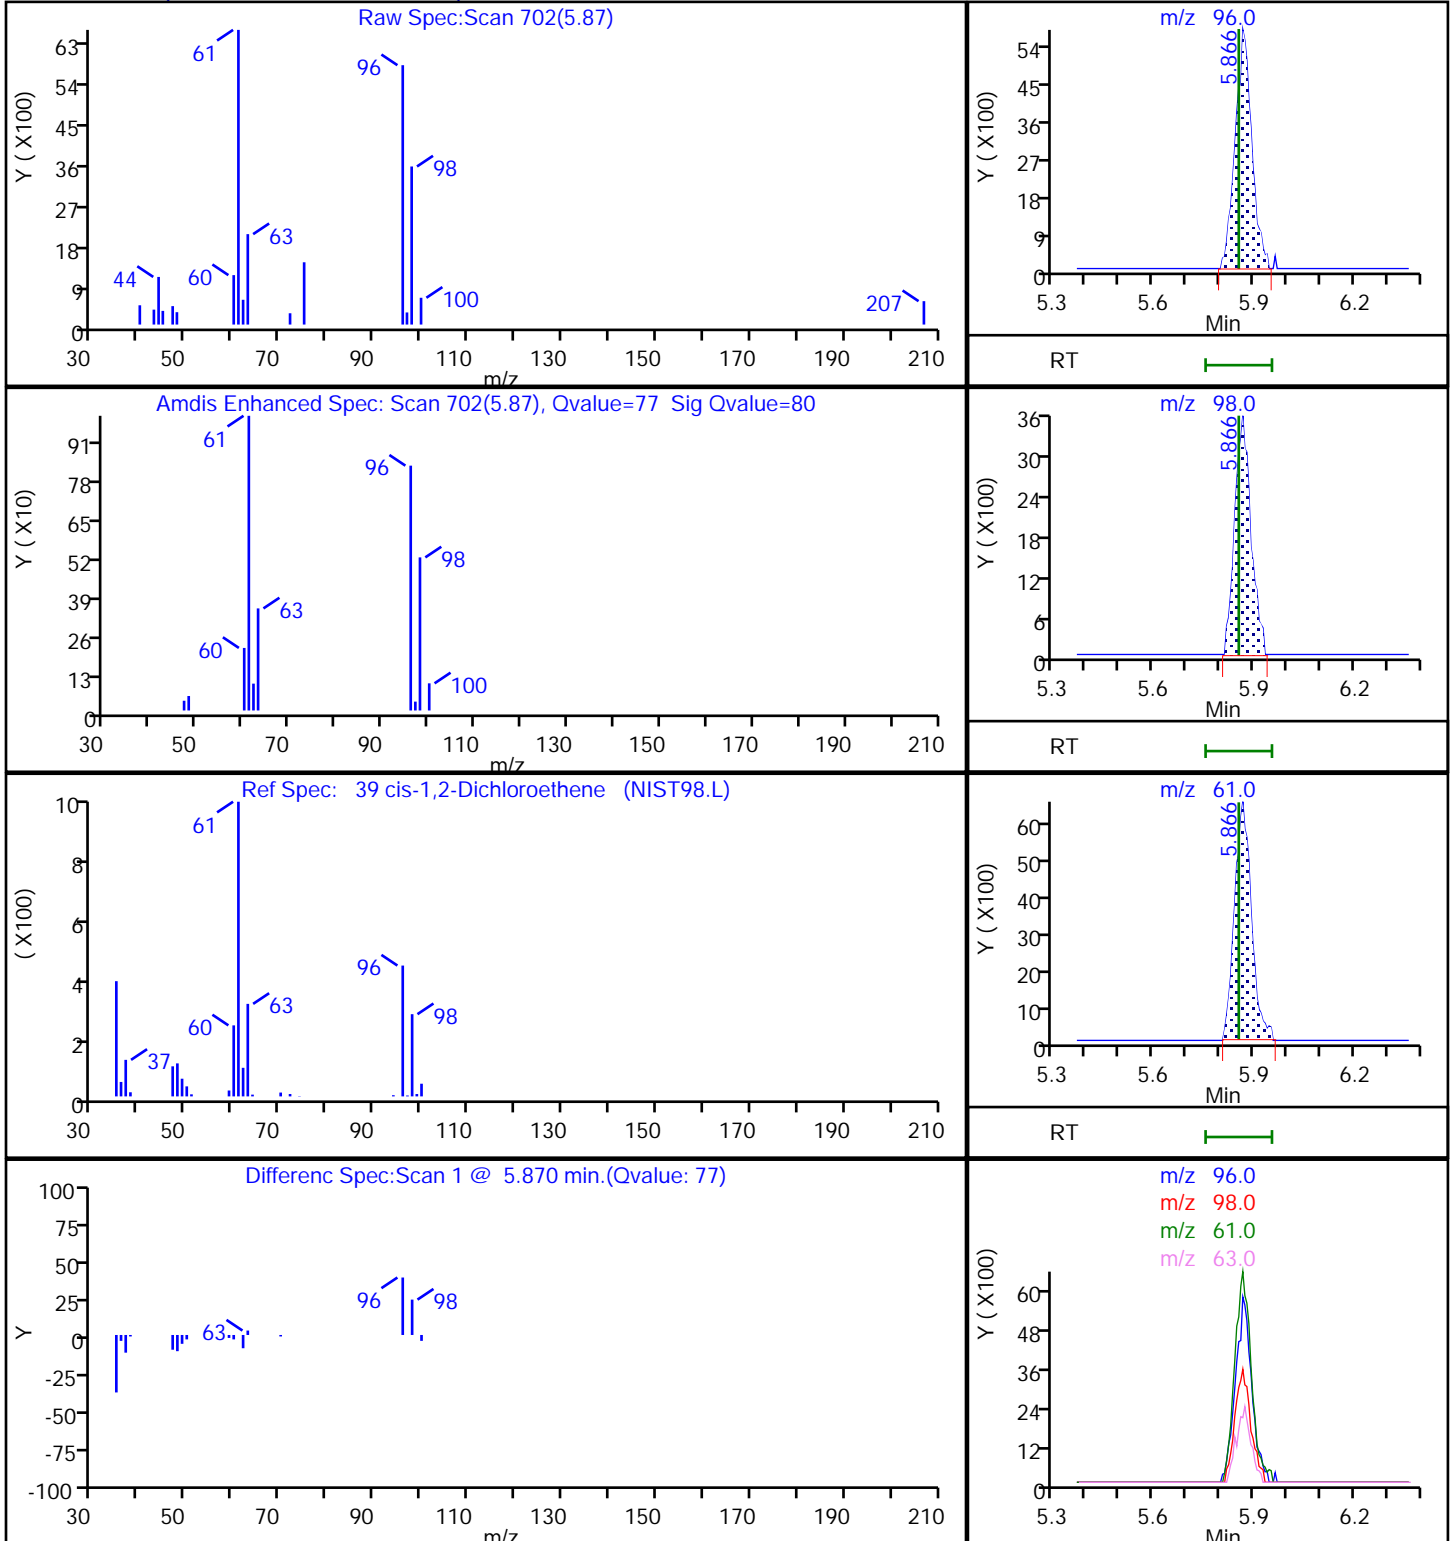 Raw Spec:Scan 702(5.87)
Y ( X100)
63
54
45
36
27
18
9
0
61
96
98
63
60
44
100
207
30 50 70 90 110 130 150 170 190 210
m/z
m/z 96.0
Y ( X100)
54
45
36
27
18
9
0
5.866
5.3 5.6 5.9 6.2
Min
RT
Amdis Enhanced Spec: Scan 702(5.87), Qvalue=77 Sig Qvalue=80
Y ( X10)
91
78
65
52
39
26
13
0
61
96
98
63
60
100
30 50 70 90 110 130 150 170 190 210
m/z
m/z 98.0
Y ( X100)
36
30
24
18
12
6
0
5.866
5.3 5.6 5.9 6.2
Min
RT
Ref Spec: 39 cis-1,2-Dichloroethene (NIST98.L)
( X100)
10
8
6
4
2
0
61
96
63
98
60
37
30 50 70 90 110 130 150 170 190 210
m/z 61.0
Y ( X100)
60
50
40
30
20
10
0
5.866
5.3 5.6 5.9 6.2
Min
RT
Differenc Spec:Scan 1 @ 5.870 min.(Qvalue: 77)
Y
100
75
50
25
0
-25
-50
-75
-100
96
98
63
30 50 70 90 110 130 150 170 190 210
m/z
m/z 96.0
m/z 98.0
m/z 61.0
m/z 63.0
Y ( X100)
60
48
36
24
12
0
5.3 5.6 5.9 6.2
Min